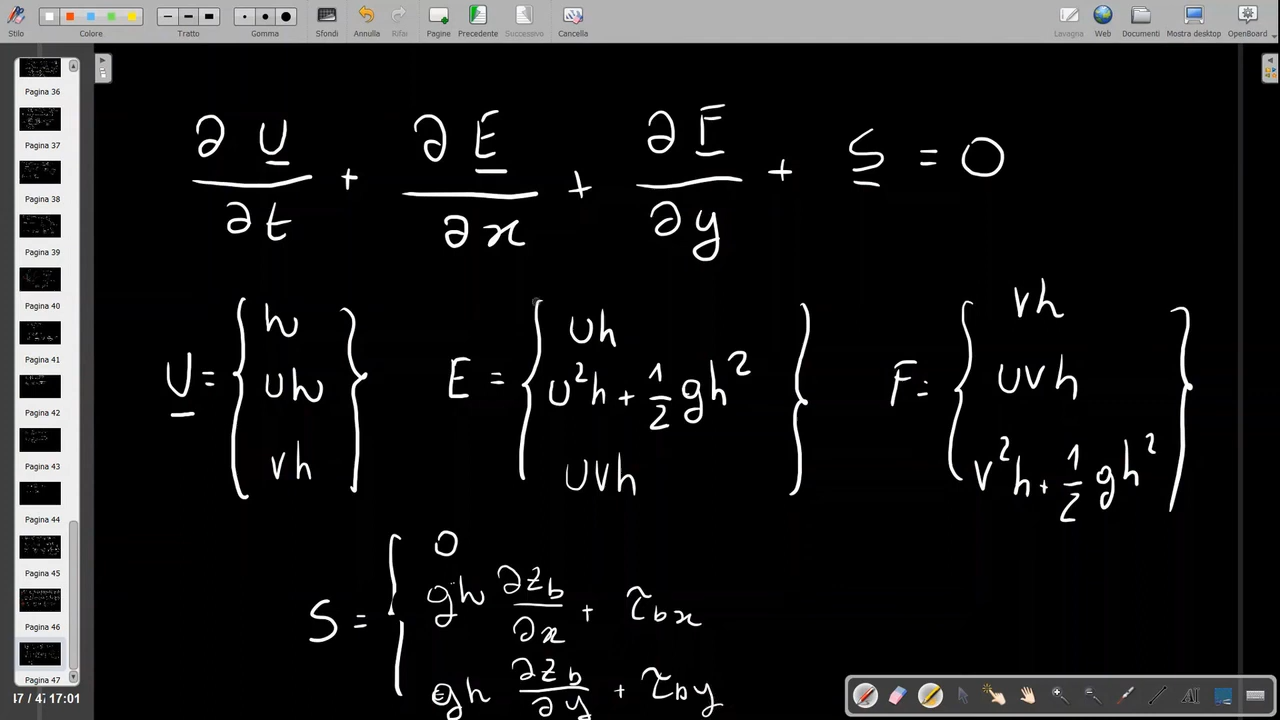 Stilo Colore Tratto Gomma Sfondi Annulla Rifai Pagine Precedente Successivo Cancella Lavagna Web Documenti Mostra desktop OpenBoard
Pagina 36
Pagina 37
Pagina 38
Pagina 39
Pagina 40
Pagina 41
Pagina 42
Pagina 43
Pagina 44
Pagina 45
Pagina 46
Pagina 47
17:01
∂U/∂t + ∂E/∂x + ∂F/∂y + S = 0
U = { h
uh
vh }
E = { uh
u²h + 1/2 gh²
uvh }
F = { vh
uvh
v²h + 1/2 gh² }
S = { 0
gh ∂z_b/∂x + τ_bx
gh ∂z_b/∂y + τ_by